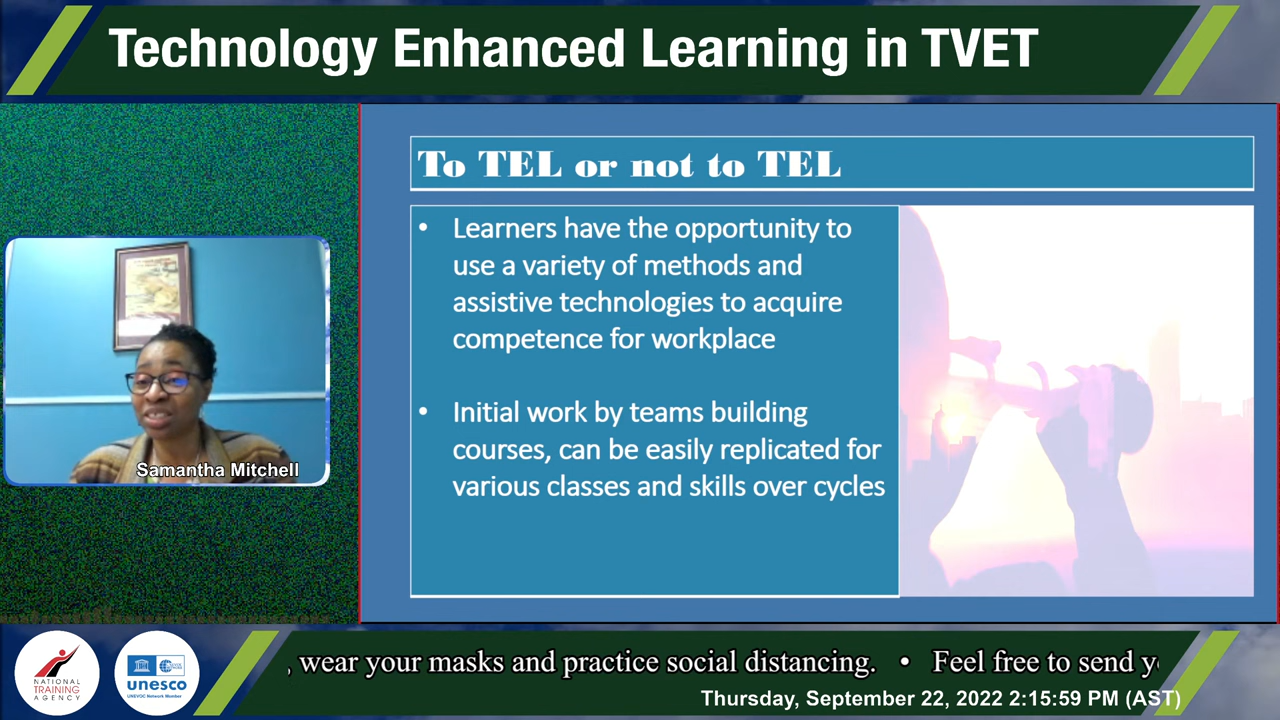 Technology Enhanced Learning in TVET
To TEL or not to TEL
• Learners have the opportunity to
use a variety of methods and
assistive technologies to acquire
competence for workplace
• Initial work by teams building
courses, can be easily replicated for
various classes and skills over cycles
Samantha Mitchell
NATIONAL
TRAINING
AGENCY
unesco
UNEVOC Network Member
, wear your masks and practice social distancing. • Feel free to send
Thursday, September 22, 2022 2:15:59 PM (AST)